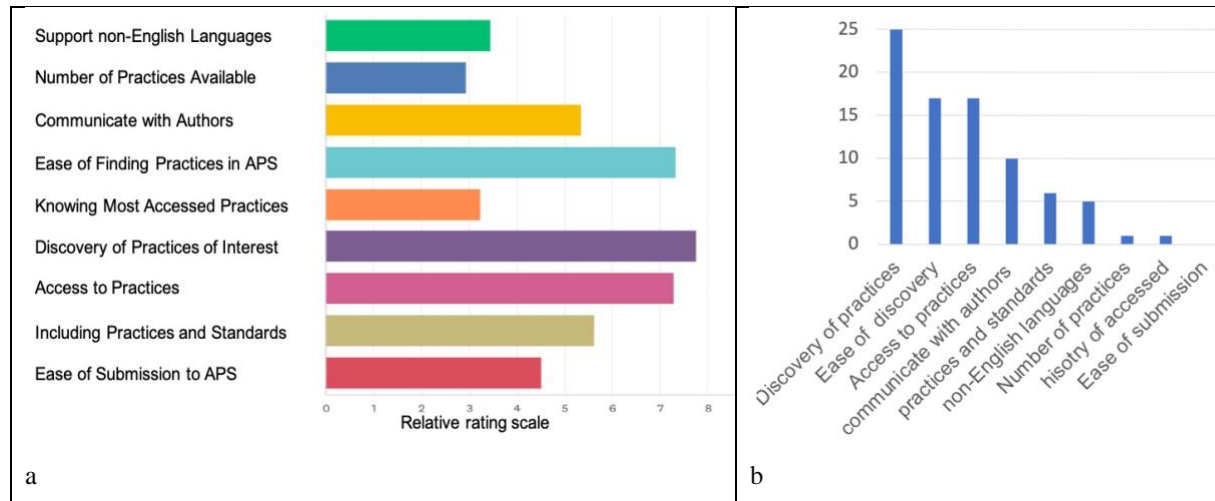 Support non-English Languages
Number of Practices Available
Communicate with Authors
Ease of Finding Practices in APS
Knowing Most Accessed Practices
Discovery of Practices of Interest
Access to Practices
Including Practices and Standards
Ease of Submission to APS
0 1 2 3 4 5 6 7 8
Relative rating scale
a
25
20
15
10
5
0
Discovery of practices
Ease of discovery
Access to practices
communicate with authors
practices and standards
non-English languages
Number of practices
hisotry of accessed
Ease of submission
b